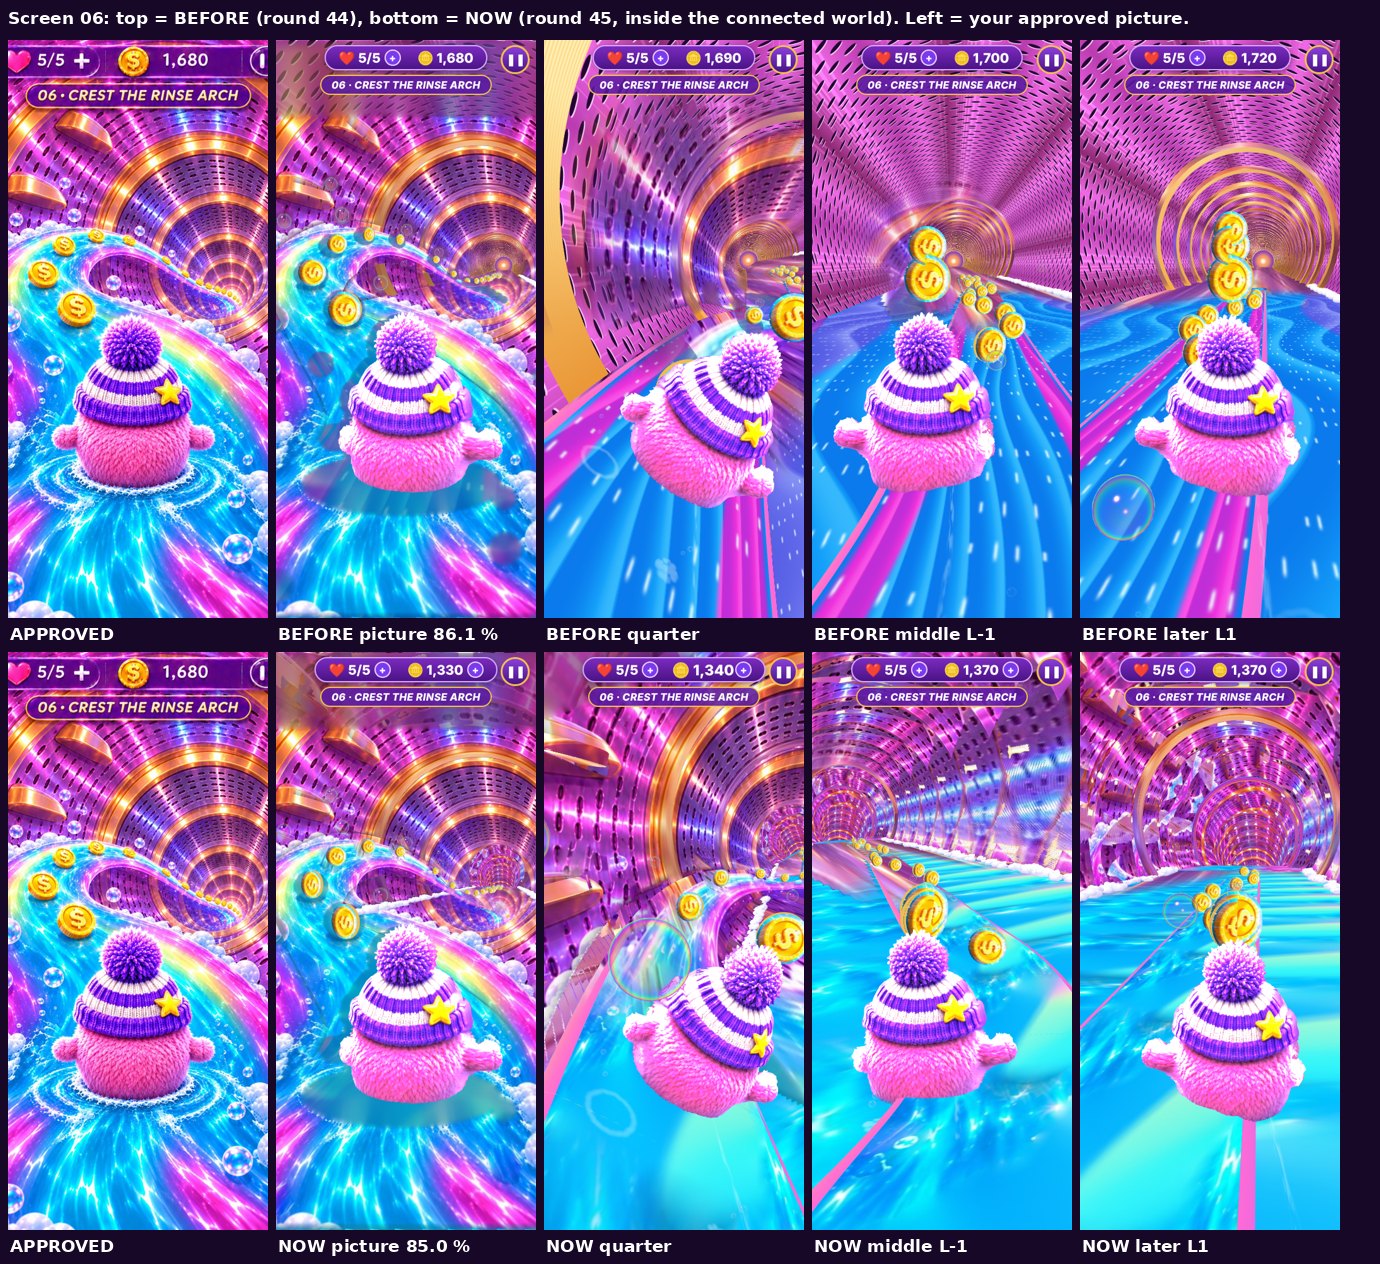 Screen 06: top = BEFORE (round 44), bottom = NOW (round 45, inside the connected world). Left = your approved picture.
5/5 + 1,680
06 · CREST THE RINSE ARCH
5/5 + 1,680
06 · CREST THE RINSE ARCH
5/5 + 1,690
06 · CREST THE RINSE ARCH
5/5 + 1,700
06 · CREST THE RINSE ARCH
5/5 + 1,720
06 · CREST THE RINSE ARCH
APPROVED
BEFORE picture 86.1 %
BEFORE quarter
BEFORE middle L-1
BEFORE later L1
5/5 + 1,680
06 · CREST THE RINSE ARCH
5/5 + 1,330 +
06 · CREST THE RINSE ARCH
5/5 + 1,340 +
06 · CREST THE RINSE ARCH
5/5 + 1,370 +
06 · CREST THE RINSE ARCH
5/5 + 1,370 +
06 · CREST THE RINSE ARCH
APPROVED
NOW picture 85.0 %
NOW quarter
NOW middle L-1
NOW later L1